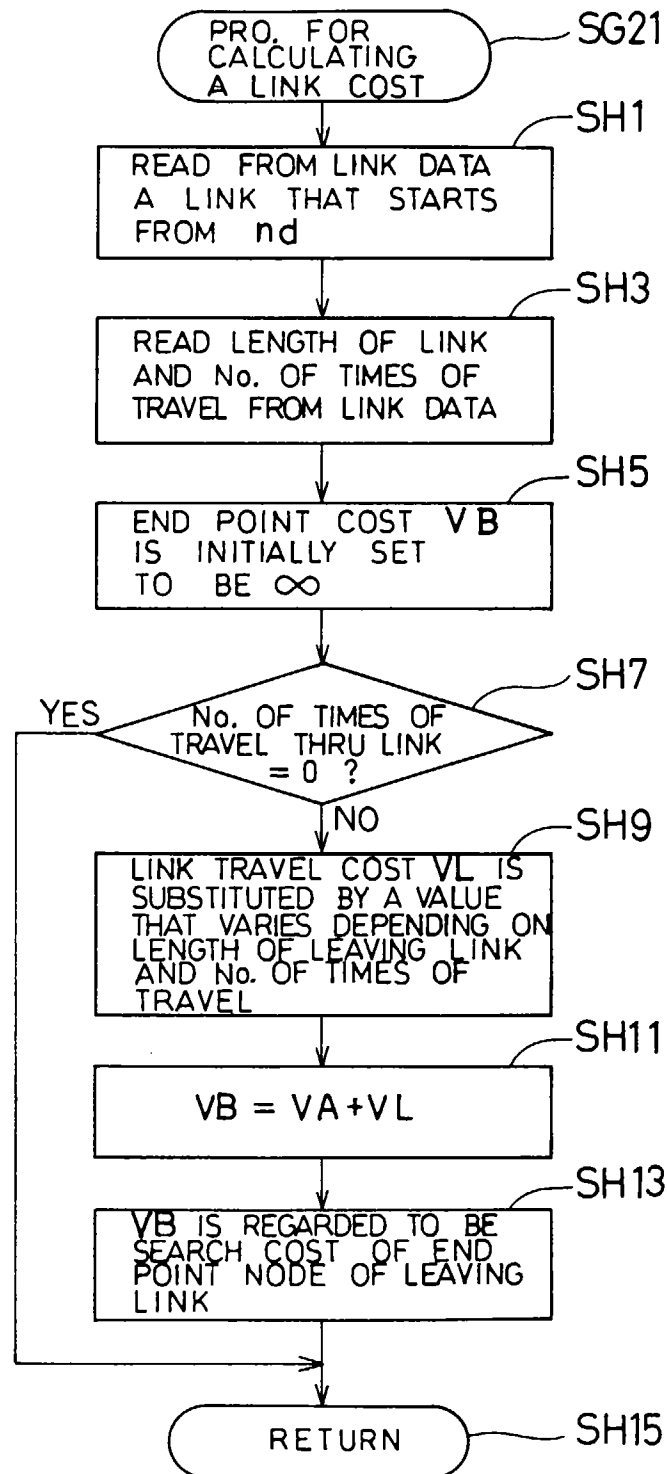 PRO. FOR
CALCULATING
A LINK COST
SG21
SH1
READ FROM LINK DATA
A LINK THAT STARTS
FROM nd
SH3
READ LENGTH OF LINK
AND No. OF TIMES OF
TRAVEL FROM LINK DATA
SH5
END POINT COST VB
IS INITIALLY SET
TO BE ∞
SH7
YES
No. OF TIMES OF
TRAVEL THRU LINK
= 0 ?
NO
SH9
LINK TRAVEL COST VL IS
SUBSTITUTED BY A VALUE
THAT VARIES DEPENDING ON
LENGTH OF LEAVING LINK
AND No. OF TIMES OF
TRAVEL
SH11
VB = VA+VL
SH13
VB IS REGARDED TO BE
SEARCH COST OF END
POINT NODE OF LEAVING
LINK
RETURN
SH15